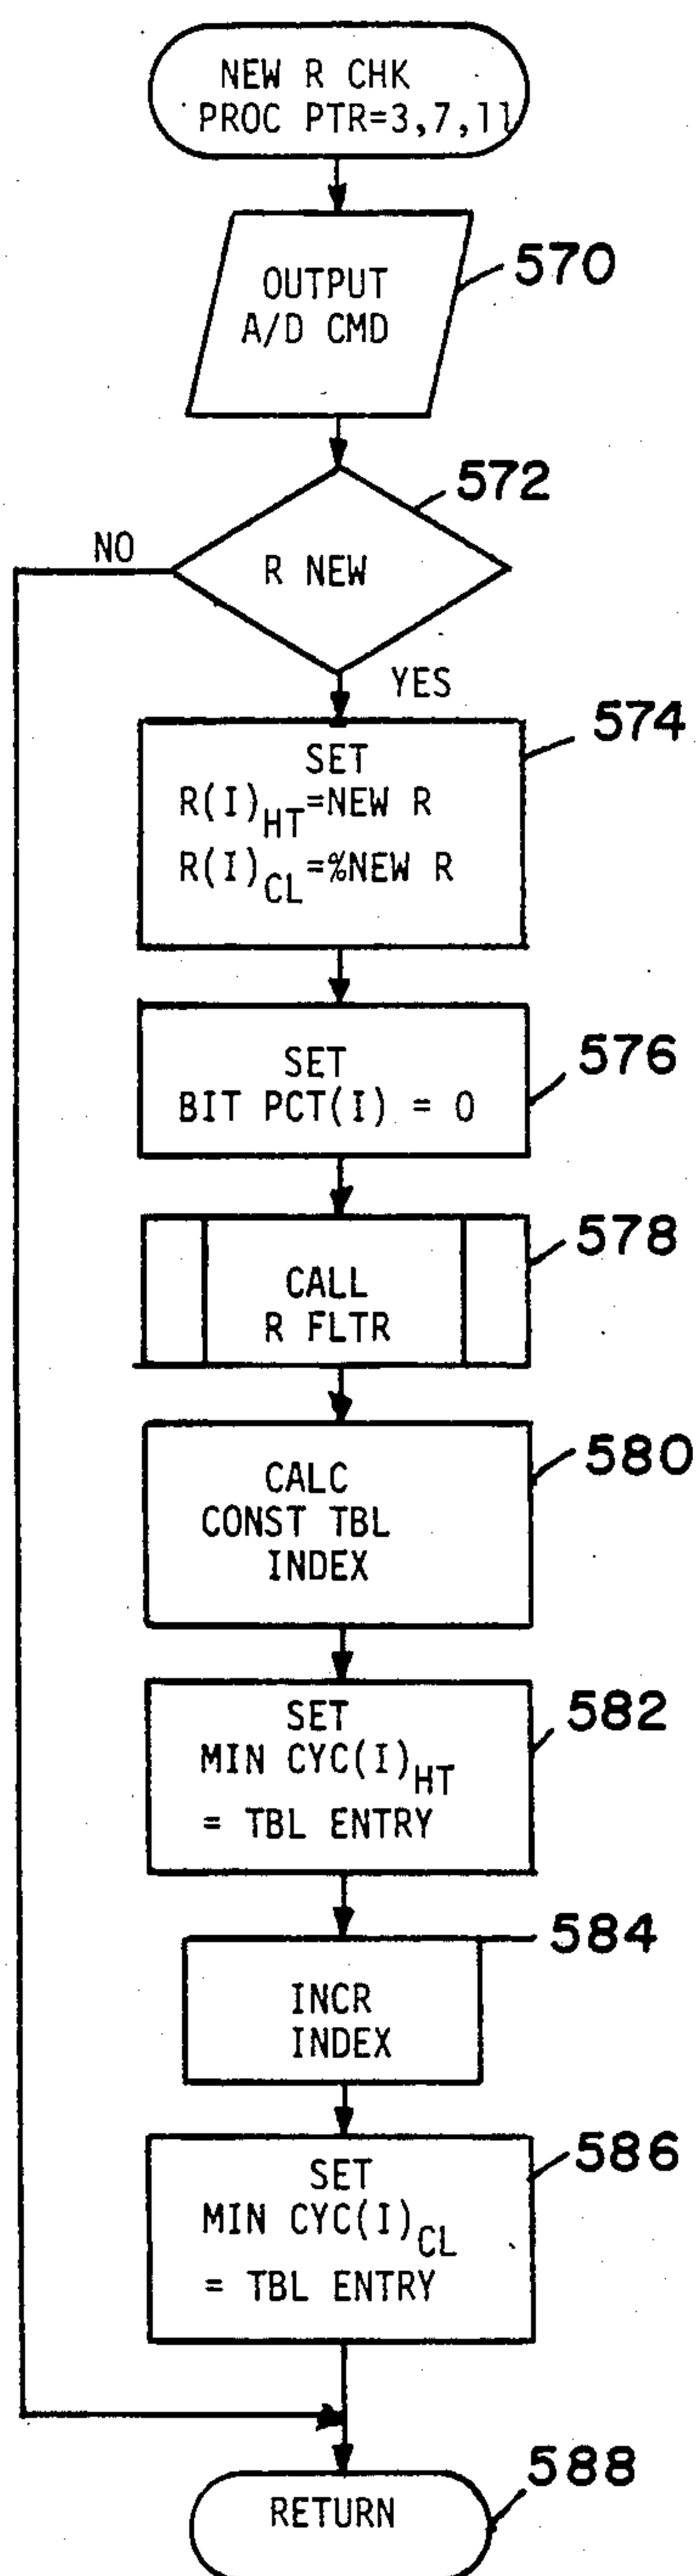 NEW R CHK
PROC PTR=3,7,11
OUTPUT
A/D CMD
570
572
R NEW
NO
YES
574
SET
R(I)HT=NEW R
R(I)CL=%NEW R
576
SET
BIT PCT(I) = 0
578
CALL
R FLTR
580
CALC
CONST TBL
INDEX
582
SET
MIN CYC(I)HT
= TBL ENTRY
584
INCR
INDEX
586
SET
MIN CYC(I)CL
= TBL ENTRY
588
RETURN